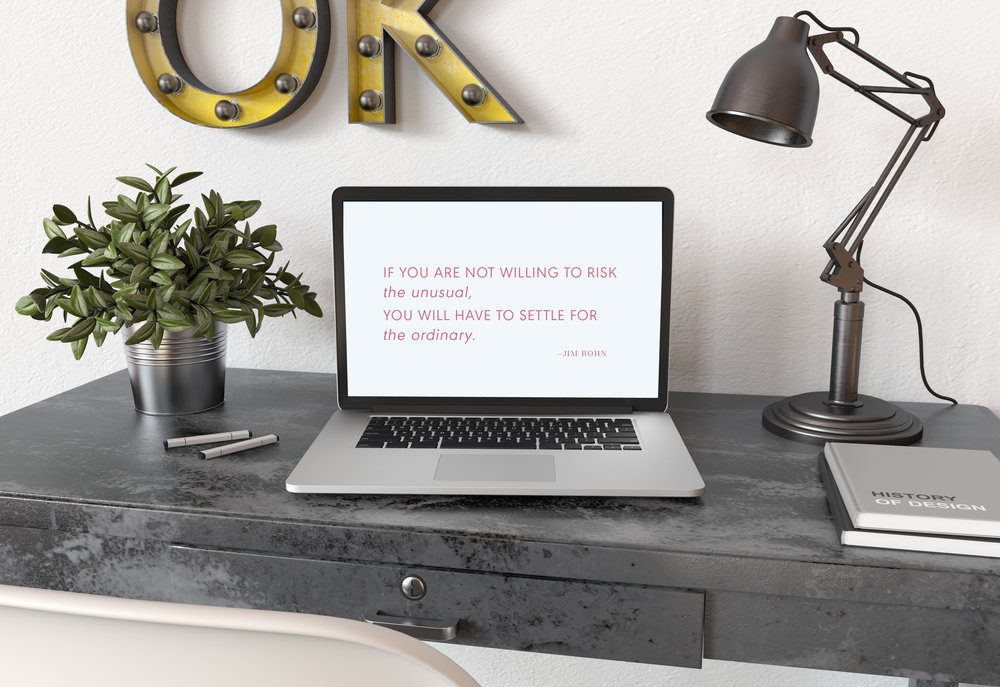 OK
IF YOU ARE NOT WILLING TO RISK
the unusual,
YOU WILL HAVE TO SETTLE FOR
the ordinary.
–JIM ROHN
HISTORY
OF DESIGN